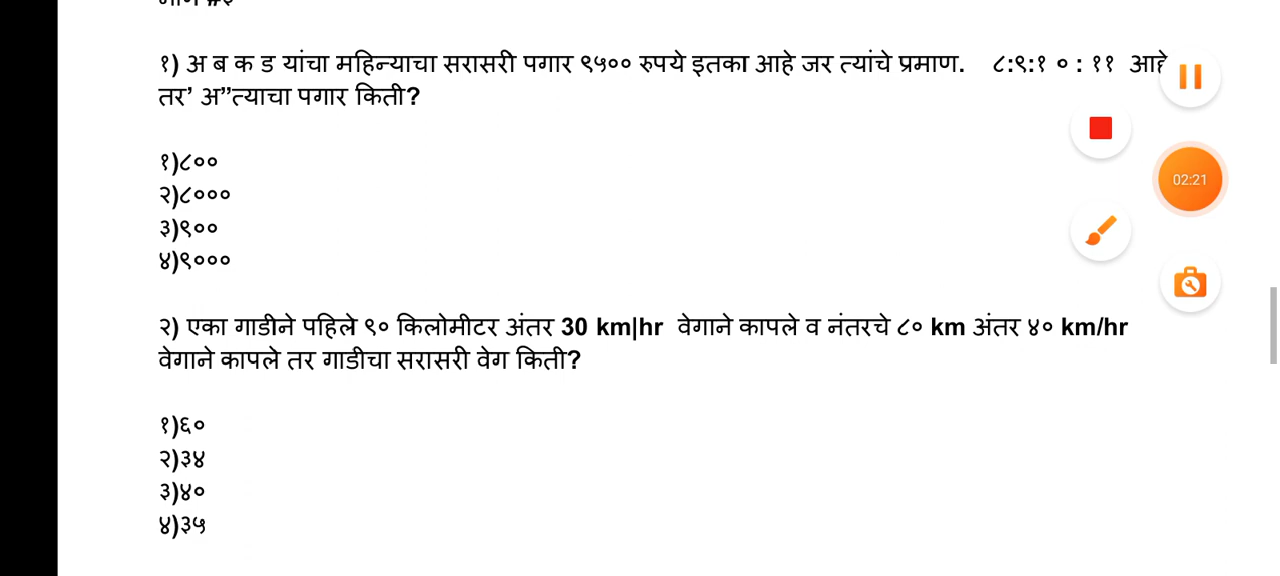 १) अ ब क ड यांचा महिन्याचा सरासरी पगार ९५०० रुपये इतका आहे जर त्यांचे प्रमाण. ८:९:१ ० : ११ आहे
तर’ अ”त्याचा पगार किती?
१)८००
२)८०००
३)९००
४)९०००
२) एका गाडीने पहिले ९० किलोमीटर अंतर 30 km|hr वेगाने कापले व नंतरचे ८० km अंतर ४० km/hr
वेगाने कापले तर गाडीचा सरासरी वेग किती?
१)६०
२)३४
३)४०
४)३५
02:21